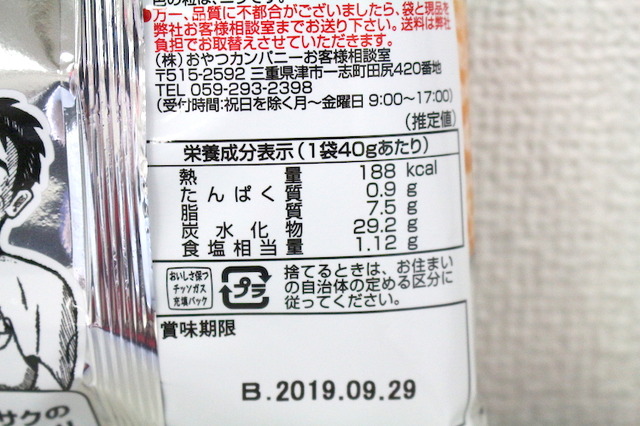 ●万一、品質に不都合がございましたら、袋と現品を
弊社お客様相談室までお送り下さい。送料は弊社
負担でお取替えさせていただきます。
(株)おやつカンパニーお客様相談室
〒515-2592 三重県津市一志町田尻420番地
TEL 059-293-2398
(受付時間:祝日を除く月〜金曜日 9:00〜17:00)
(推定値)
栄養成分表示(1袋40gあたり)
熱量 188 kcal
たんぱく質 0.9 g
脂質 7.5 g
炭水化物 29.2 g
食塩相当量 1.12 g
おいしさ保つ
チッソガス
充填パック
プラ
捨てるときは、お住まい
の自治体の定める区分に
従ってください。
賞味期限
B.2019.09.29
サクの